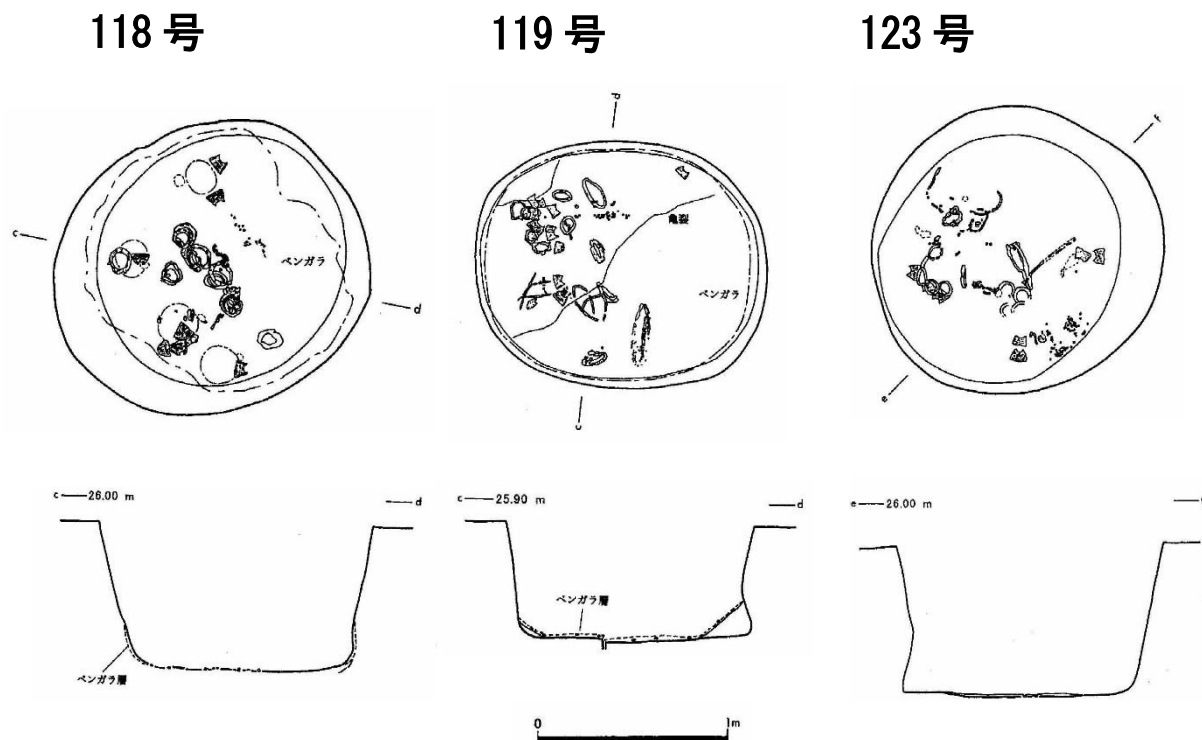 118号
119号
123号
c
ベンガラ
d
d
亀裂
ベンガラ
c
f
e
c 26.00 m d
ベンガラ層
c 25.90 m d
ベンガラ層
e 26.00 m
0 1m